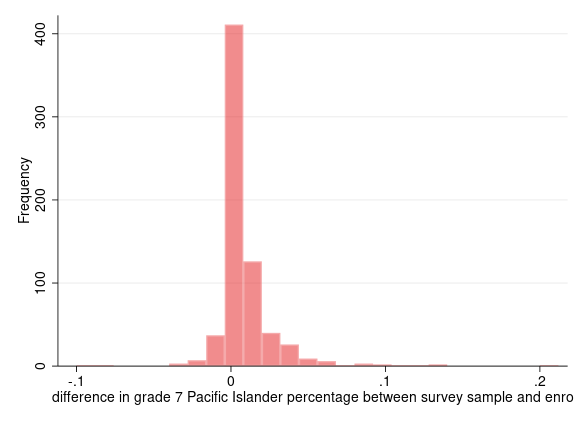 Frequency
400
300
200
100
0
-.1 0 .1 .2
difference in grade 7 Pacific Islander percentage between survey sample and enro